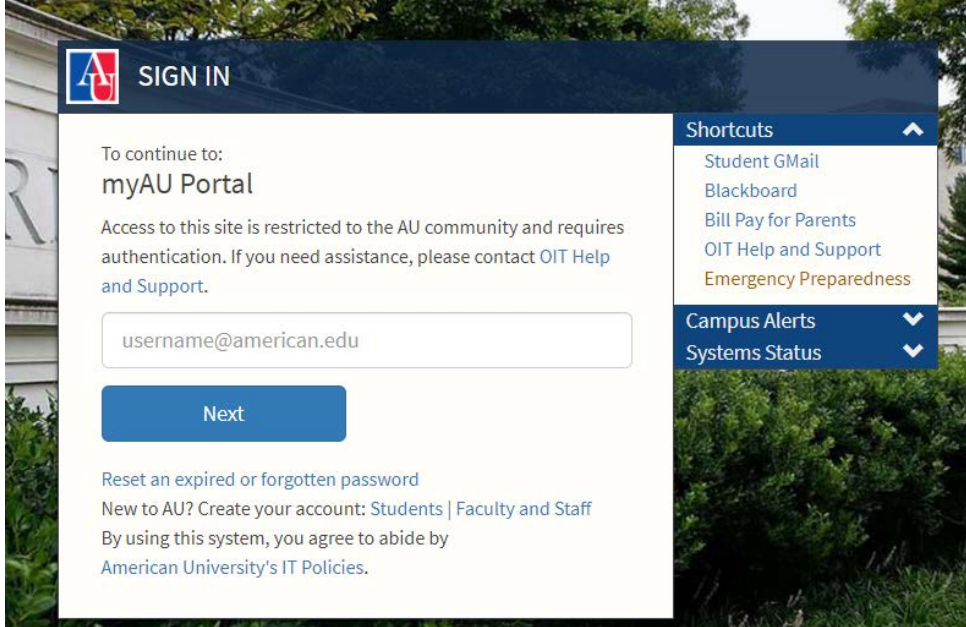 AU
SIGN IN
To continue to:
myAU Portal
Access to this site is restricted to the AU community and requires
authentication. If you need assistance, please contact OIT Help
and Support.
username@american.edu
Next
Reset an expired or forgotten password
New to AU? Create your account: Students | Faculty and Staff
By using this system, you agree to abide by
American University's IT Policies.
Shortcuts
Student GMail
Blackboard
Bill Pay for Parents
OIT Help and Support
Emergency Preparedness
Campus Alerts
Systems Status